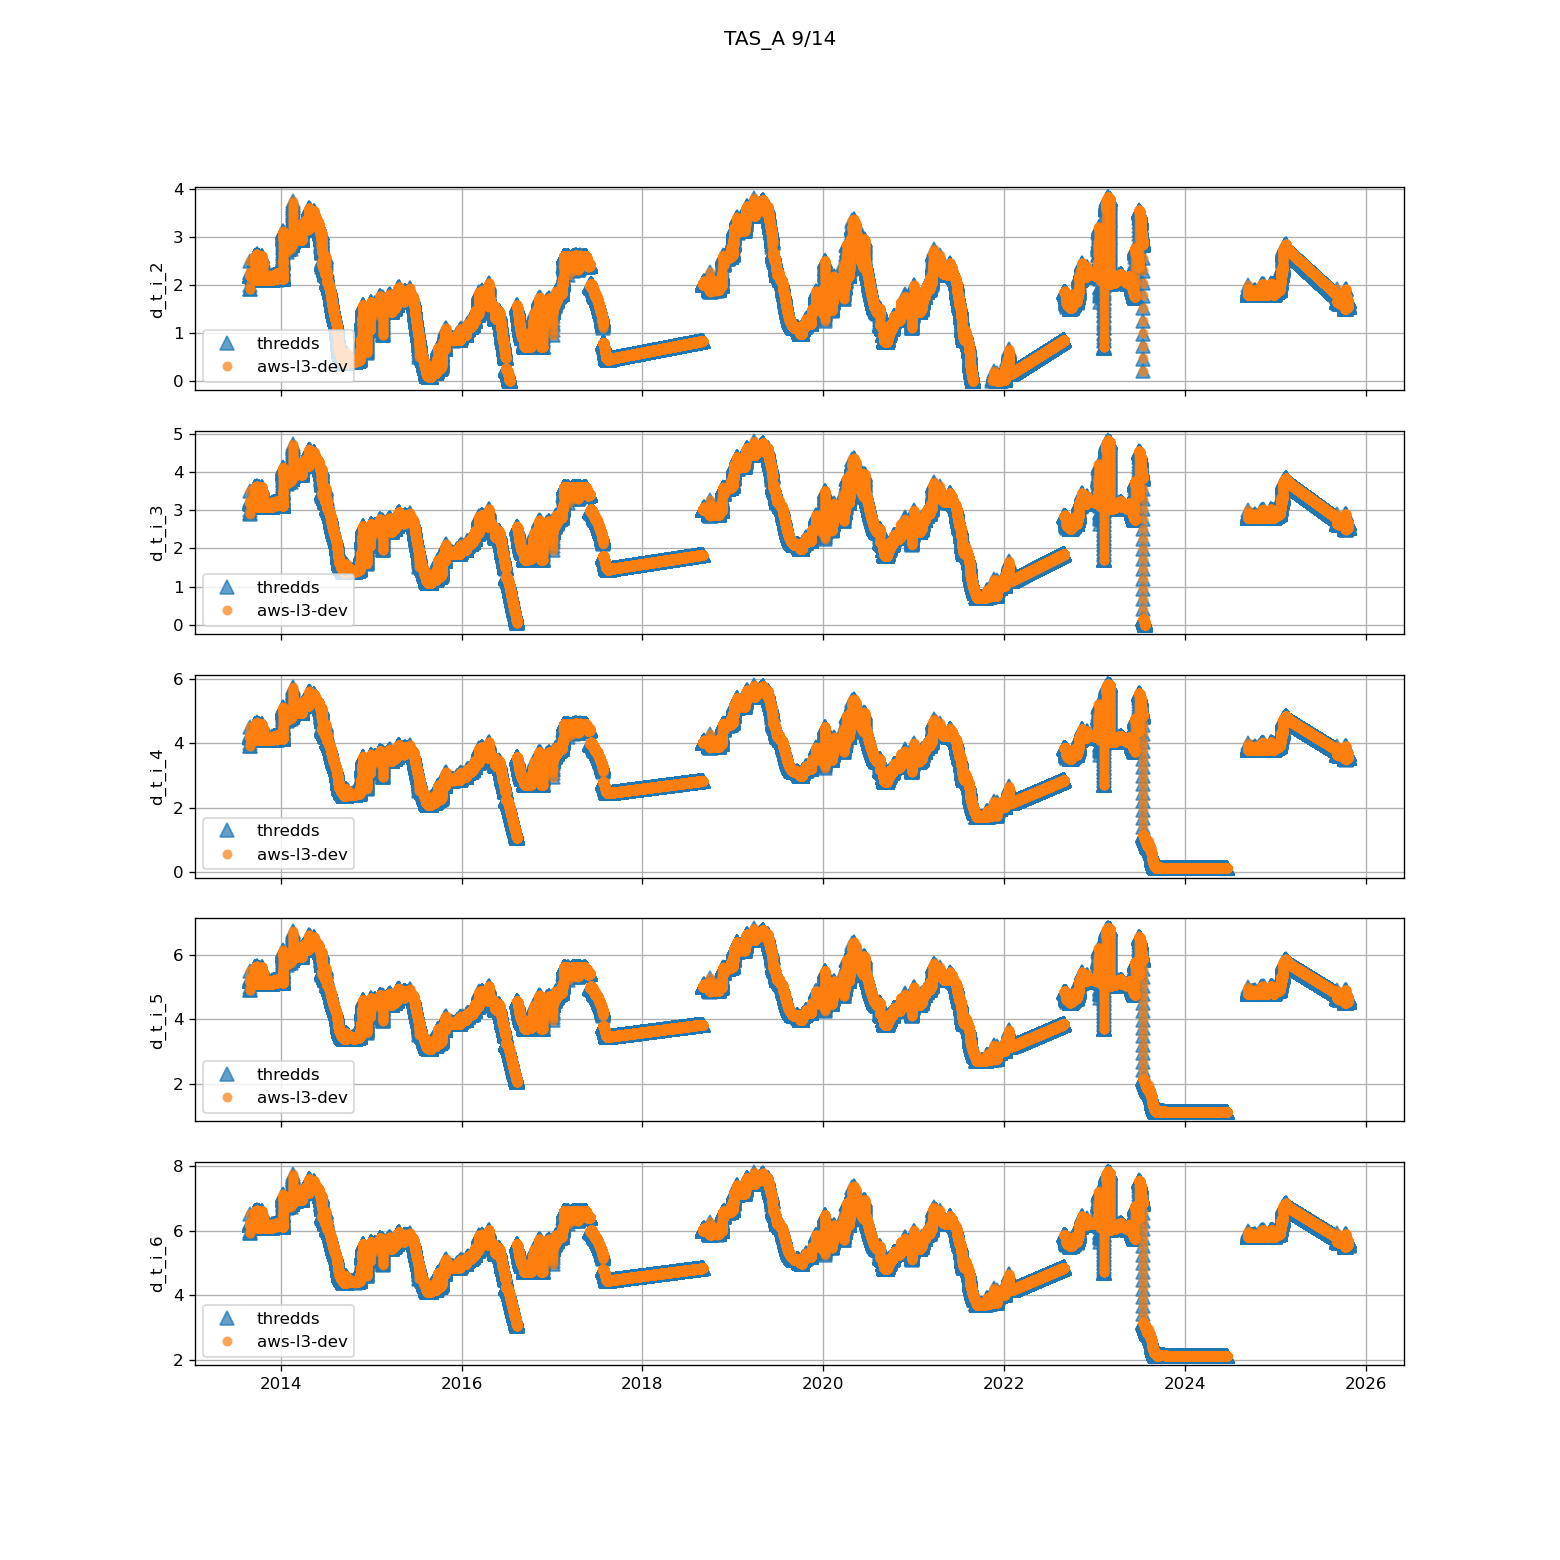 TAS_A 9/14
d_t_i_2
4
3
2
1
0
thredds
aws-l3-dev
d_t_i_3
5
4
3
2
1
0
thredds
aws-l3-dev
d_t_i_4
6
4
2
0
thredds
aws-l3-dev
d_t_i_5
6
4
2
thredds
aws-l3-dev
d_t_i_6
8
6
4
2
thredds
aws-l3-dev
2014 2016 2018 2020 2022 2024 2026